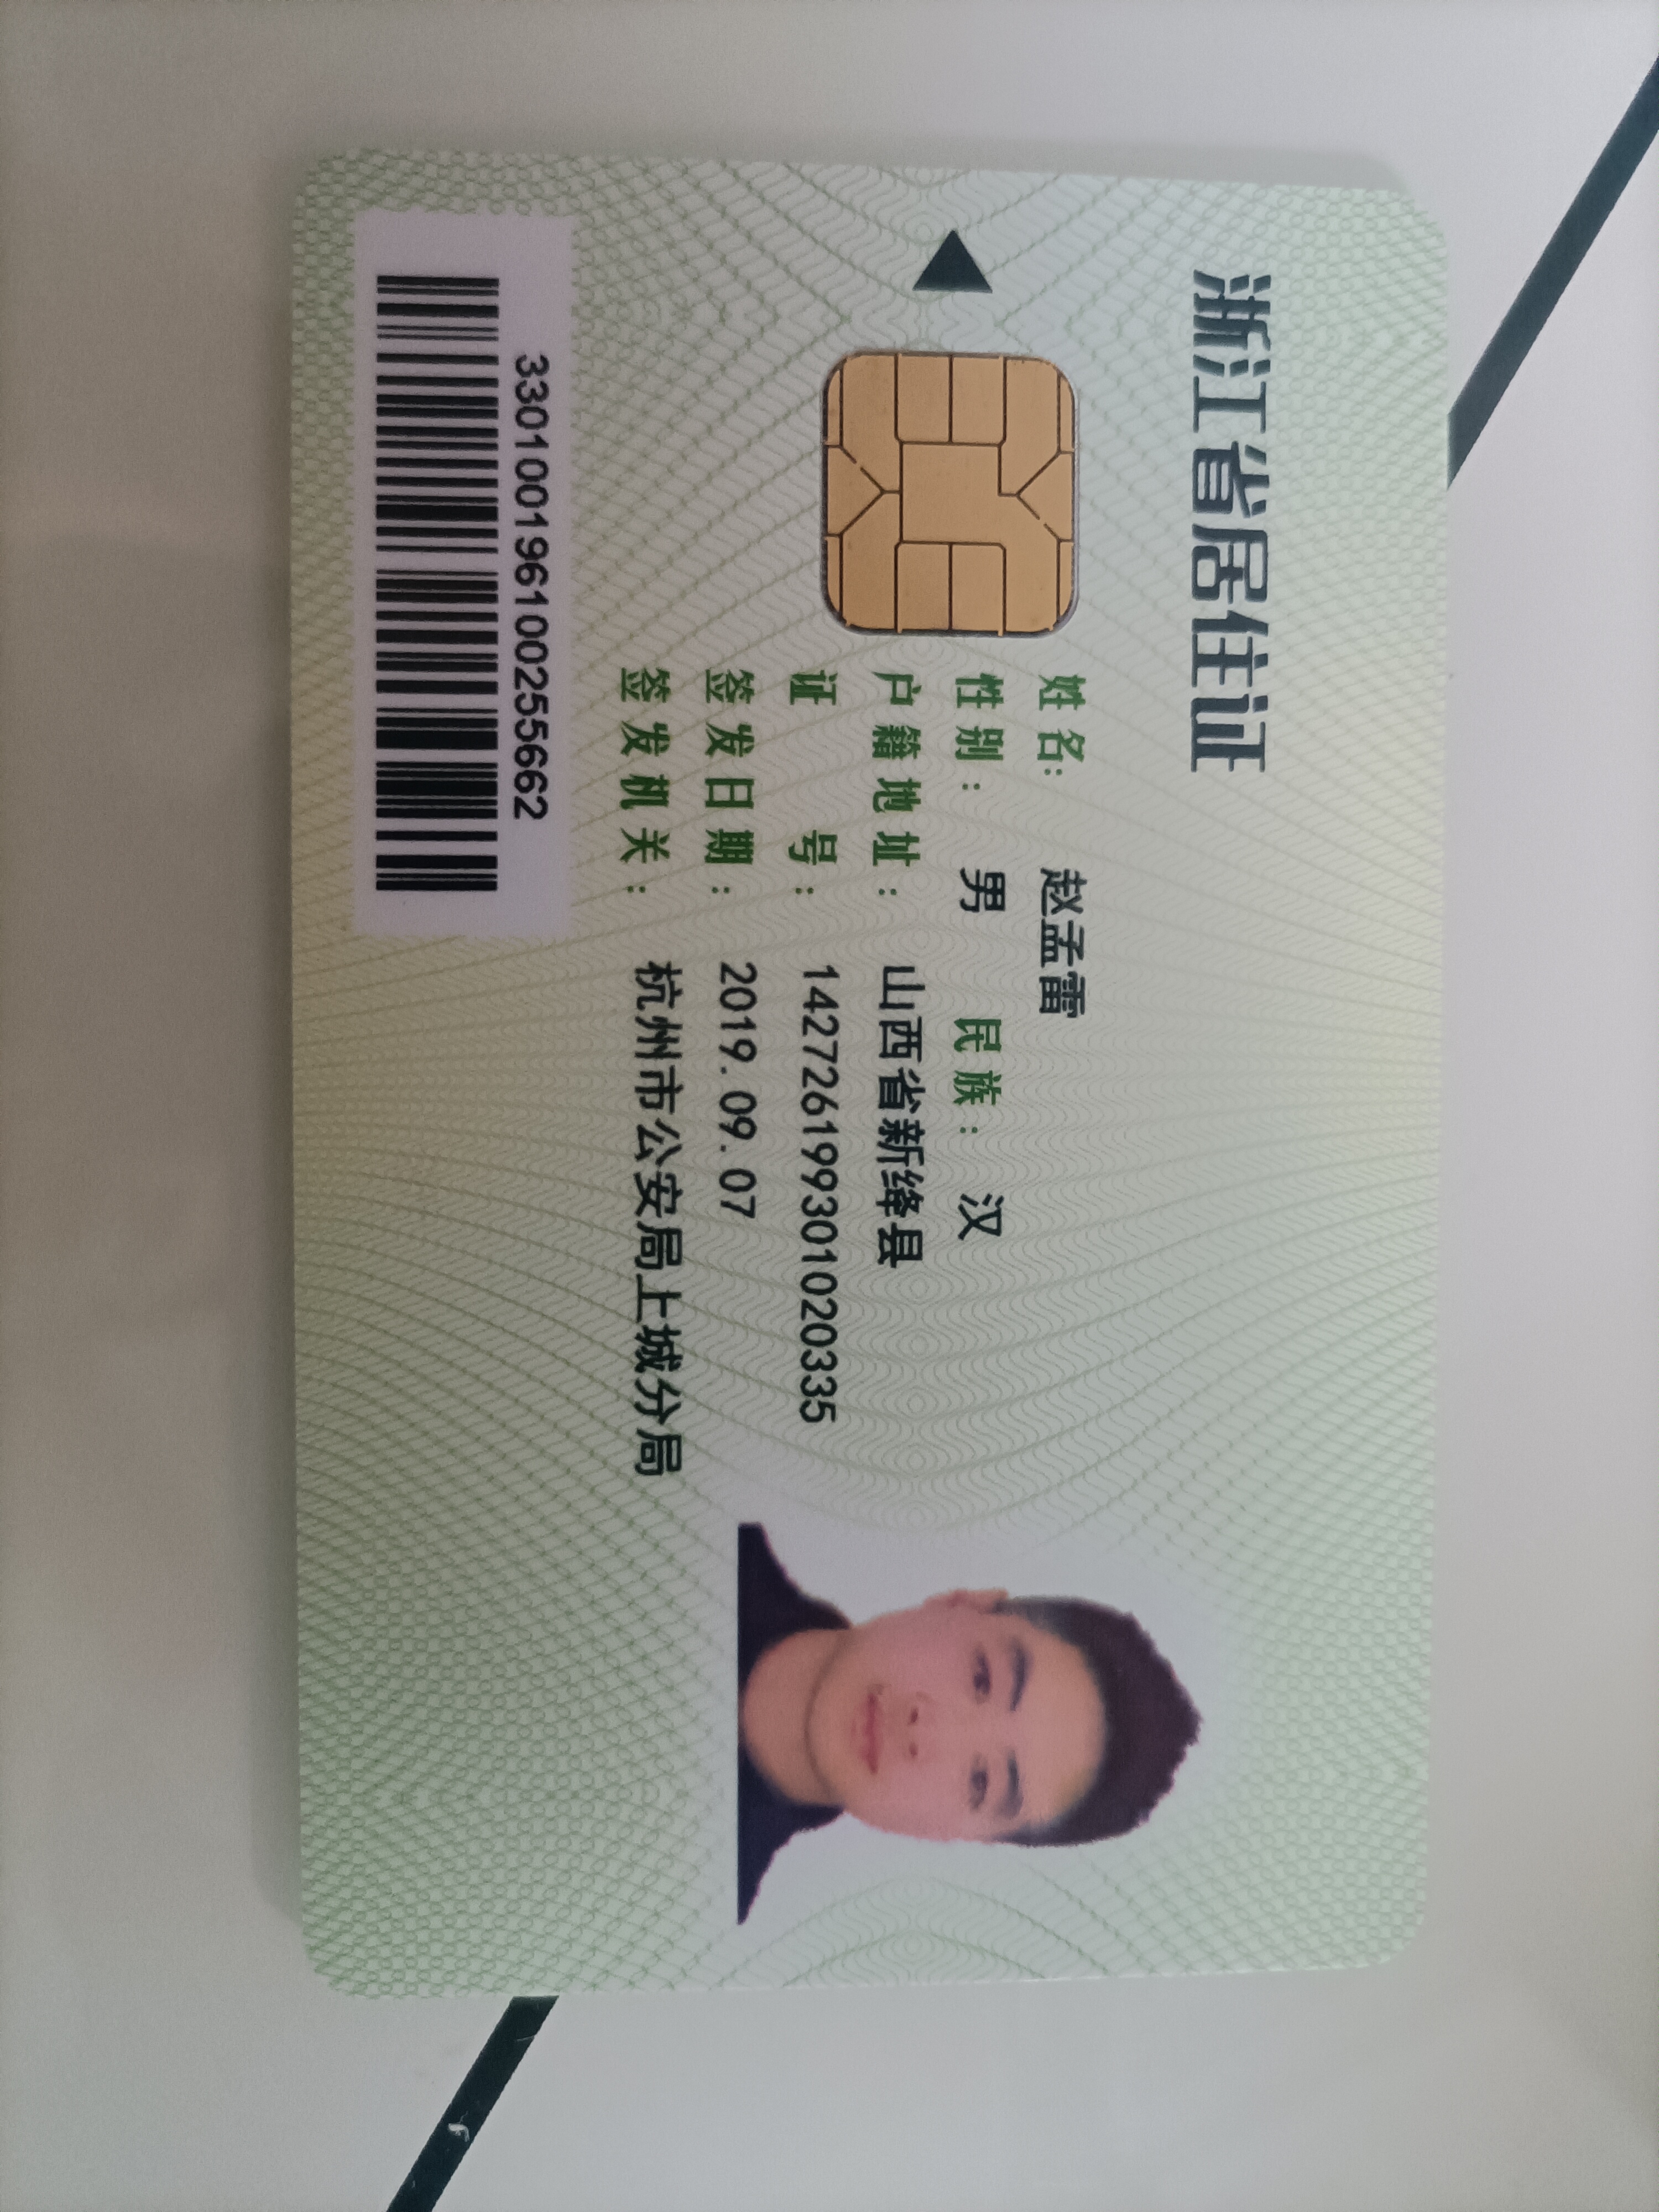 浙江省居住证
姓名: 赵孟雷
性别: 男 民族: 汉
户籍地址: 山西省新绛县
证 号: 142726199301020335
签发日期: 2019.09.07
签发机关: 杭州市公安局上城分局
330100196100255662